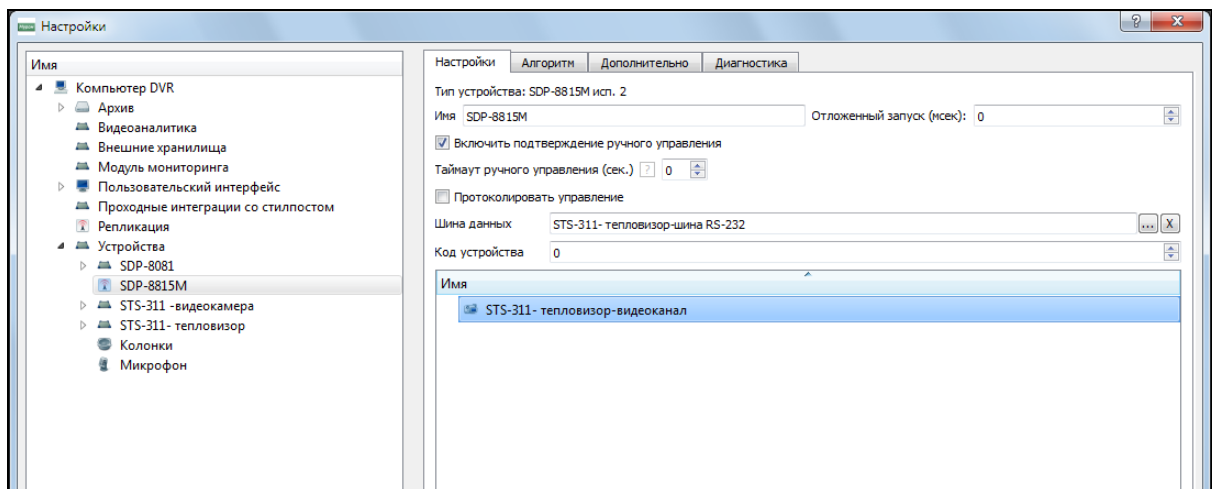 Настройки
Имя
Компьютер DVR
Архив
Видеоаналитика
Внешние хранилища
Модуль мониторинга
Пользовательский интерфейс
Проходные интеграции со стилпостом
Репликация
Устройства
SDP-8081
SDP-8815M
STS-311 -видеокамера
STS-311- тепловизор
Колонки
Микрофон
Настройки Алгоритм Дополнительно Диагностика
Тип устройства: SDP-8815M исп. 2
Имя SDP-8815M Отложенный запуск (мсек): 0
Включить подтверждение ручного управления
Таймаут ручного управления (сек.) ? 0
Протоколировать управление
Шина данных STS-311- тепловизор-шина RS-232 ... X
Код устройства 0
Имя
STS-311- тепловизор-видеоканал